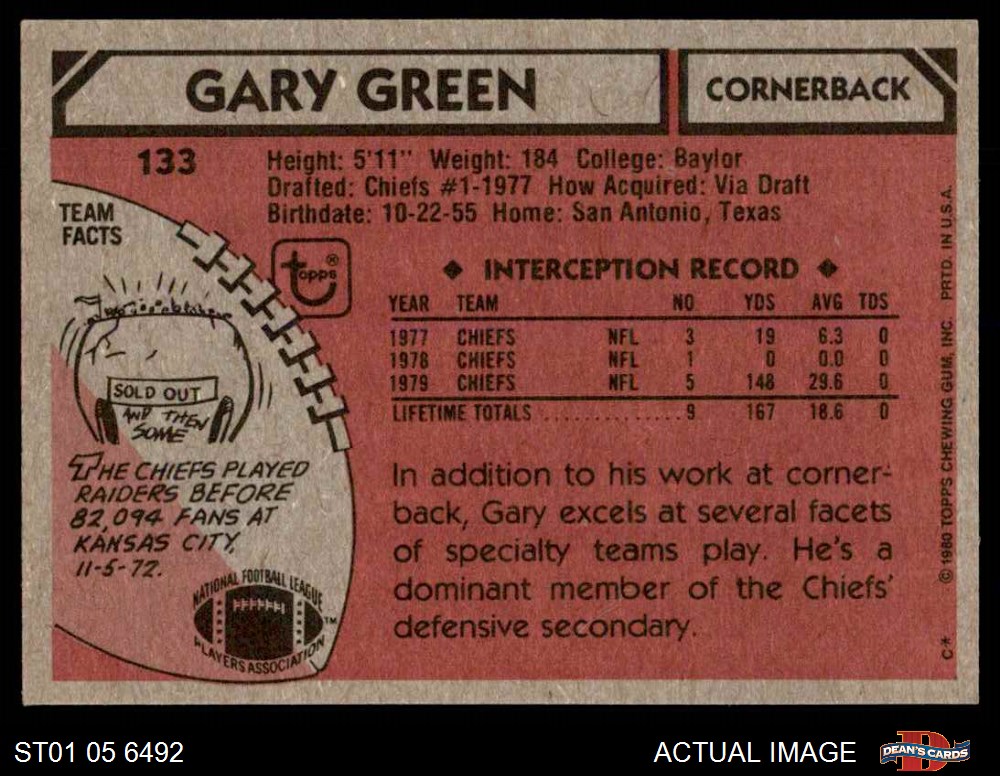 GARY GREEN
CORNERBACK
133
Height: 5'11" Weight: 184 College: Baylor
Drafted: Chiefs #1-1977 How Acquired: Via Draft
Birthdate: 10-22-55 Home: San Antonio, Texas
TEAM
FACTS
topps®
SOLD OUT
AND THEN
SOME
THE CHIEFS PLAYED
RAIDERS BEFORE
82,094 FANS AT
KANSAS CITY,
11-5-72.
NATIONAL FOOTBALL LEAGUE
PLAYERS ASSOCIATION
TM
◆ INTERCEPTION RECORD ◆
YEAR TEAM NO YDS AVG TDS
1977 CHIEFS NFL 3 19 6.3 0
1978 CHIEFS NFL 1 0 0.0 0
1979 CHIEFS NFL 5 148 29.6 0
LIFETIME TOTALS ................ 9 167 18.6 0
In addition to his work at corner-
back, Gary excels at several facets
of specialty teams play. He's a
dominant member of the Chiefs'
defensive secondary.
C* © 1980 TOPPS CHEWING GUM, INC. PRTD. IN U.S.A.
ST01 05 6492
ACTUAL IMAGE
D
DEAN'S CARDS